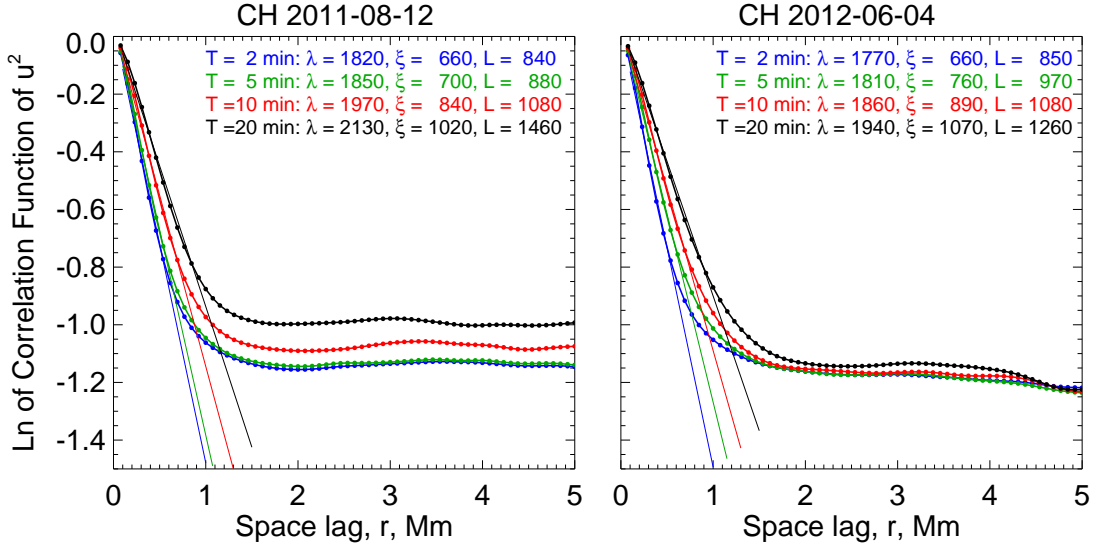 CH 2011-08-12
CH 2012-06-04
Ln of Correlation Function of u²
0.0
-0.2
-0.4
-0.6
-0.8
-1.0
-1.2
-1.4
T = 2 min: λ = 1820, ξ = 660, L = 840
T = 5 min: λ = 1850, ξ = 700, L = 880
T =10 min: λ = 1970, ξ = 840, L = 1080
T =20 min: λ = 2130, ξ = 1020, L = 1460
T = 2 min: λ = 1770, ξ = 660, L = 850
T = 5 min: λ = 1810, ξ = 760, L = 970
T =10 min: λ = 1860, ξ = 890, L = 1080
T =20 min: λ = 1940, ξ = 1070, L = 1260
0 1 2 3 4 5
0 1 2 3 4 5
Space lag, r, Mm
Space lag, r, Mm